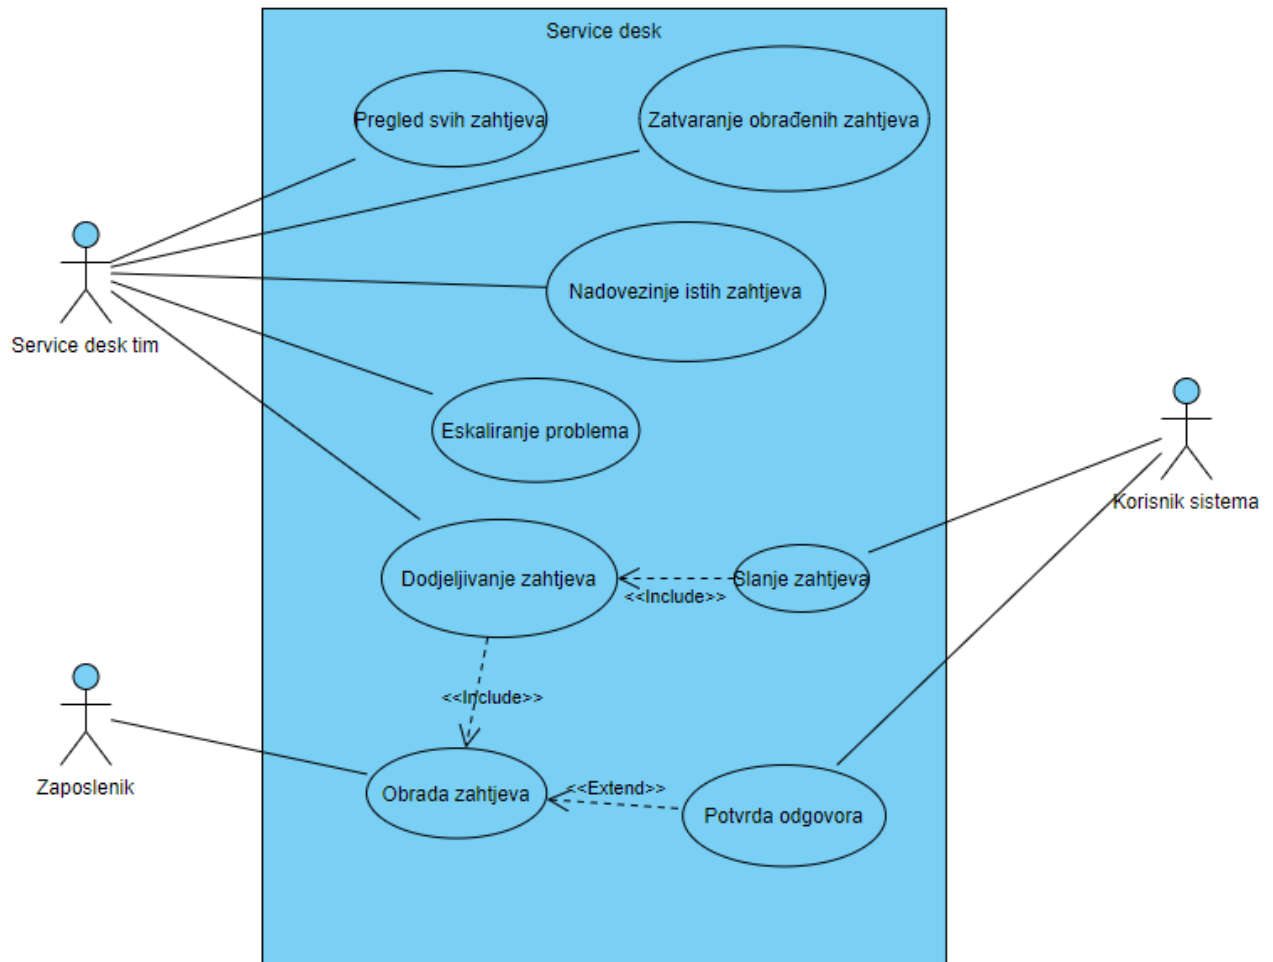 Service desk
Pregled svih zahtjeva
Zatvaranje obrađenih zahtjeva
Nadovezinje istih zahtjeva
Service desk tim
Eskaliranje problema
Korisnik sistema
Dodjeljivanje zahtjeva
Slanje zahtjeva
<<Include>>
<<Include>>
Zaposlenik
Obrada zahtjeva
<<Extend>>
Potvrda odgovora